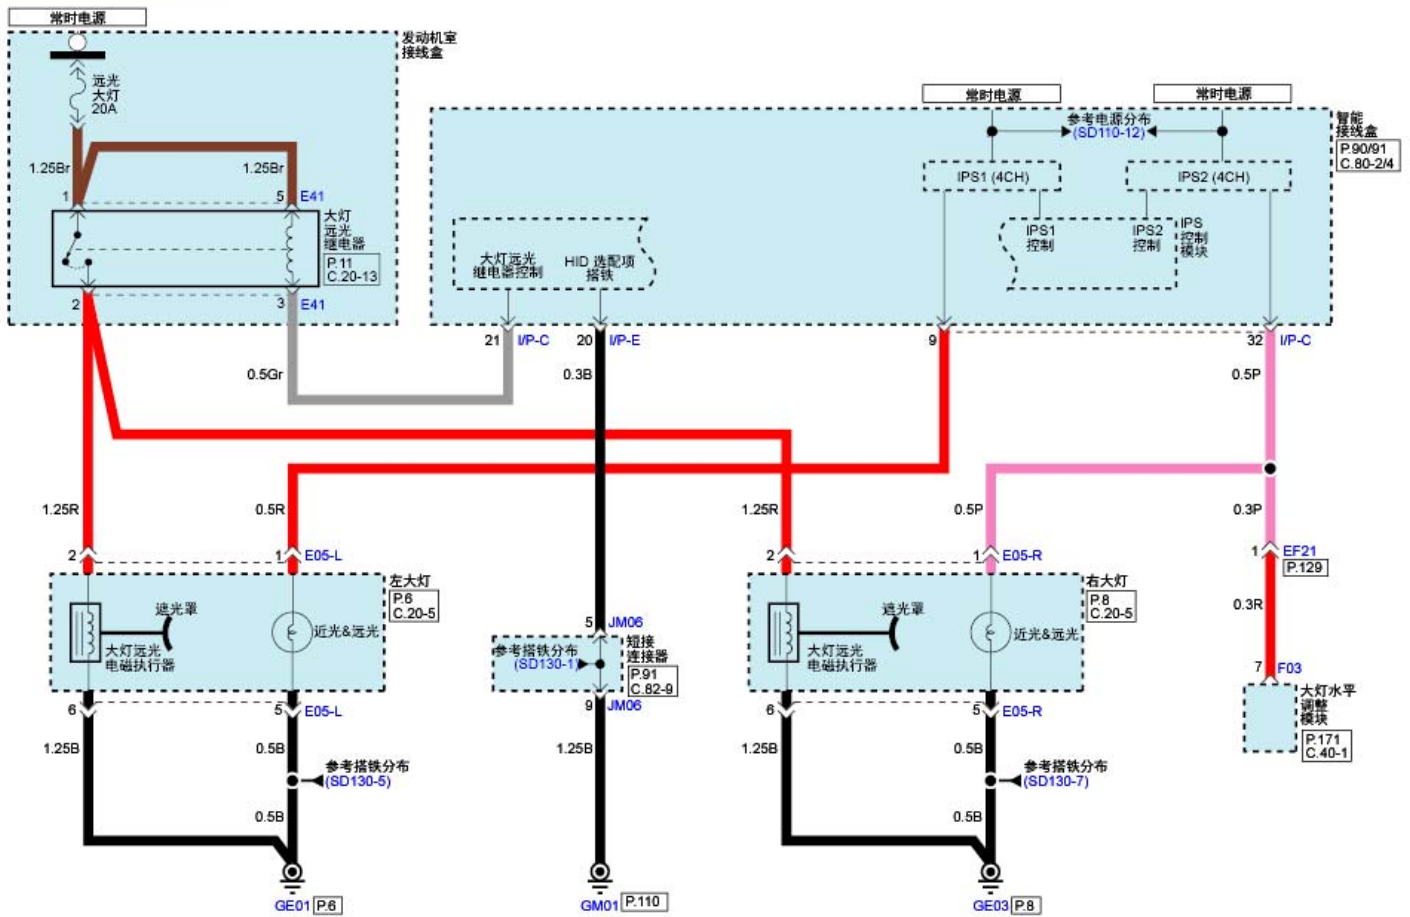 常时电源
发动机室
接线盒
远光
大灯
20A
1.25Br
1.25Br
1
5
E41
大灯
远光
继电器
P.11
C.20-13
2
3
E41
常时电源
常时电源
参考电源分布
(SD110-12)
智能
接线盒
P.90/91
C.80-2/4
IPS1 (4CH)
IPS2 (4CH)
IPS1
控制
IPS2
控制
IPS
控制
模块
大灯远光
继电器控制
HID 选配项
搭铁
21
I/P-C
20
I/P-E
9
32
I/P-C
0.5Gr
0.3B
0.5P
1.25R
0.5R
1.25R
0.5P
0.3P
2
1
E05-L
2
1
E05-R
1
EF21
P.129
左大灯
P.6
C.20-5
遮光罩
大灯远光
电磁执行器
近光&远光
5
JM06
参考搭铁分布
(SD130-1)
短接
连接器
P.91
C.82-9
9
JM06
右大灯
P.8
C.20-5
遮光罩
大灯远光
电磁执行器
近光&远光
0.3R
7
F03
大灯水平
调整
模块
P.171
C.40-1
6
5
E05-L
6
5
E05-R
1.25B
0.5B
1.25B
1.25B
0.5B
参考搭铁分布
(SD130-5)
参考搭铁分布
(SD130-7)
0.5B
0.5B
GE01
P.6
GM01
P.110
GE03
P.8